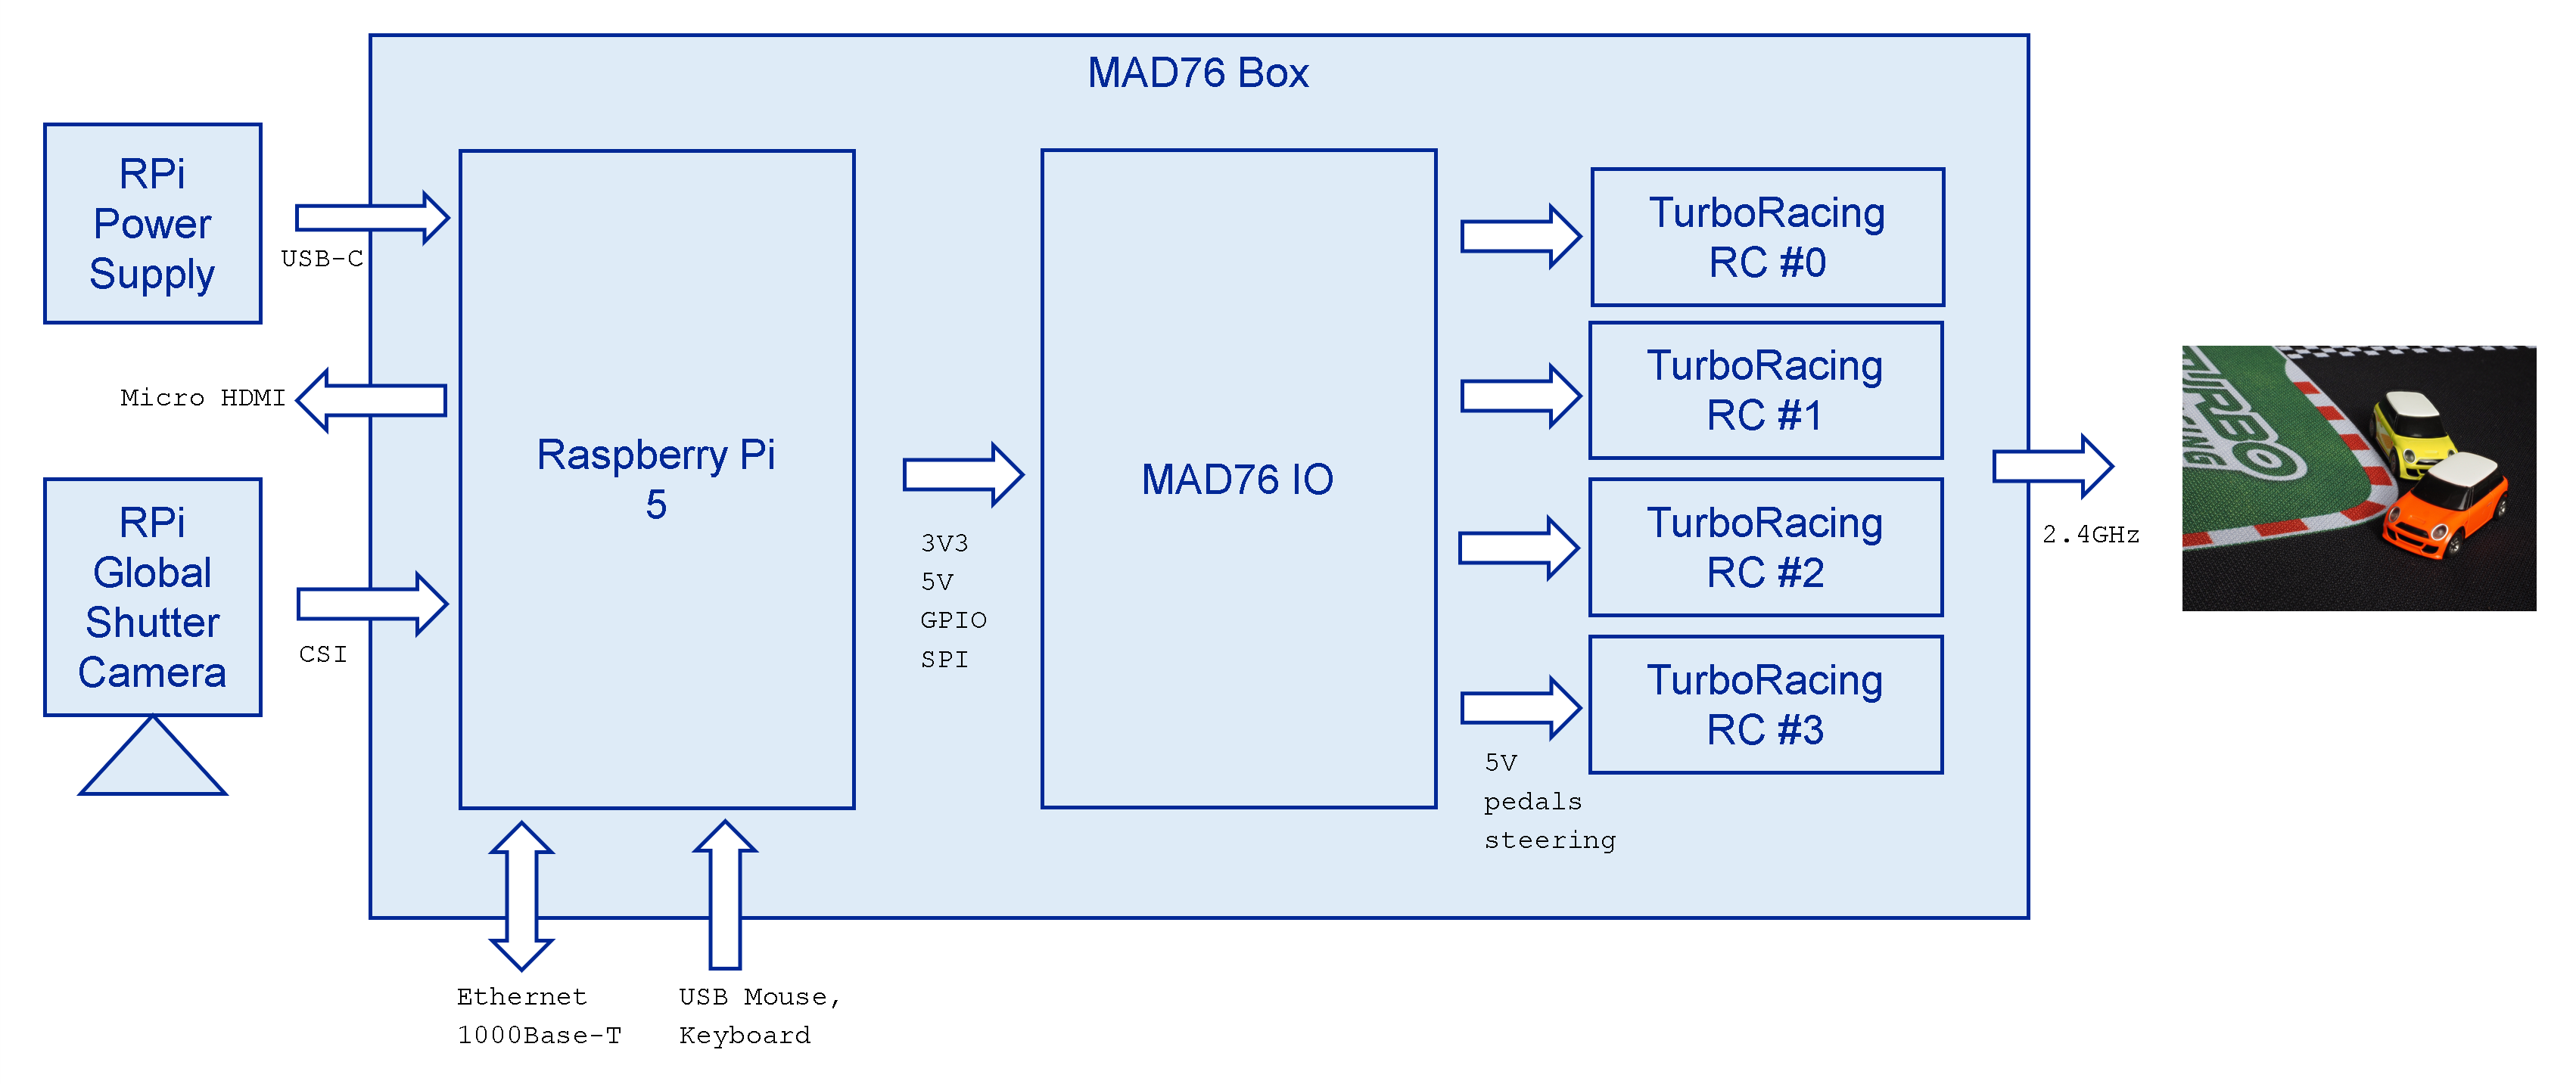 MAD76 Box
RPi
Power
Supply
USB-C
Micro HDMI
RPi
Global
Shutter
Camera
CSI
Raspberry Pi
5
3V3
5V
GPIO
SPI
MAD76 IO
TurboRacing
RC #0
TurboRacing
RC #1
TurboRacing
RC #2
TurboRacing
RC #3
5V
pedals
steering
2.4GHz
TURBO
Ethernet
1000Base-T
USB Mouse,
Keyboard